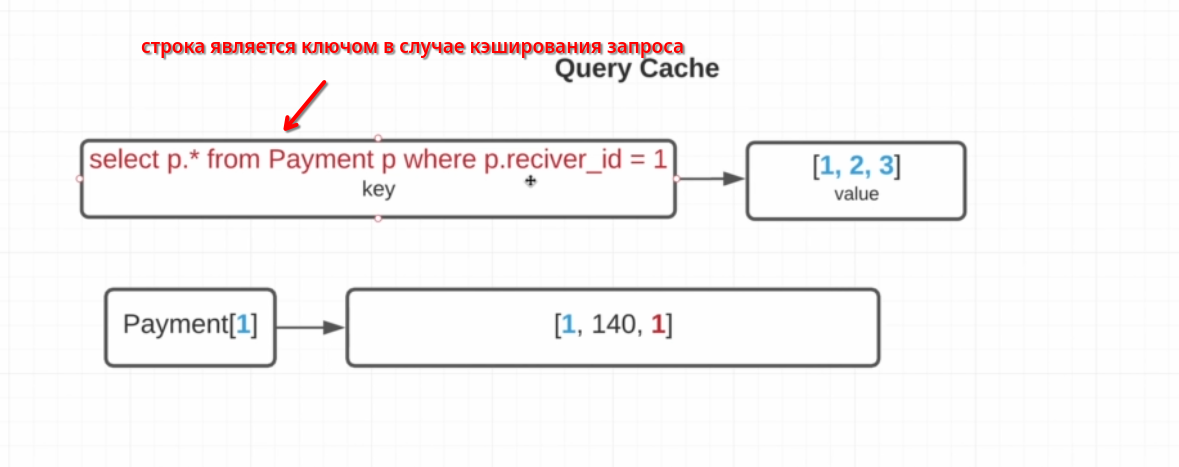 строка является ключом в случае кэширования запроса
Query Cache
select p.* from Payment p where p.reciver_id = 1
key
[1, 2, 3]
value
Payment[1]
[1, 140, 1]